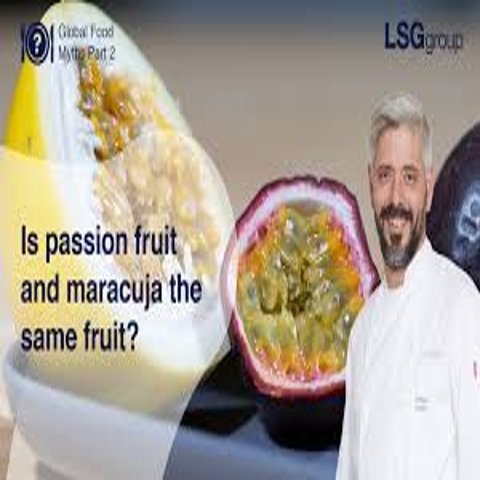 Global Food
Myths Part 2
LSGgroup
Is passion fruit
and maracuja the
same fruit?